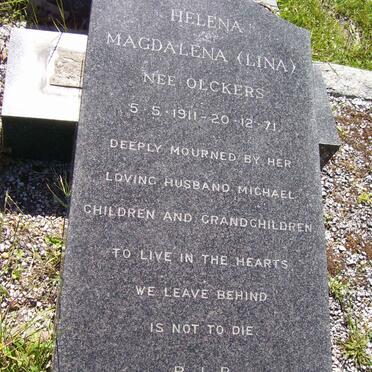 HELENA
MAGDALENA (LINA)
NEE OLCKERS
5·5·1911-20·12·71
DEEPLY MOURNED BY HER
LOVING HUSBAND MICHAEL
CHILDREN AND GRANDCHILDREN
TO LIVE IN THE HEARTS
WE LEAVE BEHIND
IS NOT TO DIE
R.I.P.